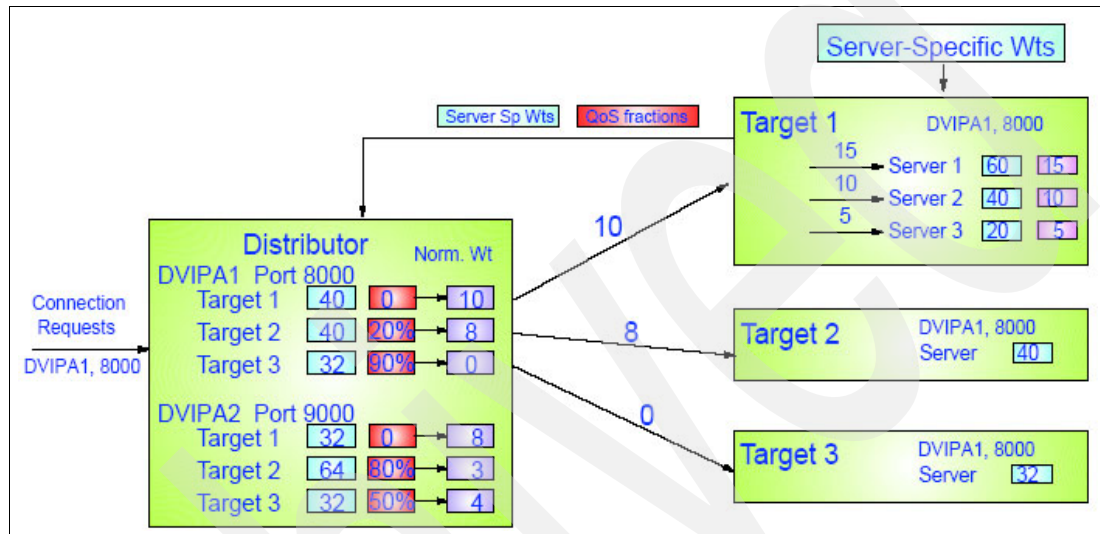 Server-Specific Wts
Server Sp Wts QoS fractions
Target 1 DVIPA1, 8000
15 Server 1 60 15
10 Server 2 40 10
5 Server 3 20 5
10
Distributor
Norm. Wt
DVIPA1 Port 8000
Target 1 40 0 10
Target 2 40 20% 8
Target 3 32 90% 0
Connection
Requests
DVIPA1, 8000
8
Target 2 DVIPA1, 8000
Server 40
0
DVIPA2 Port 9000
Target 1 32 0 8
Target 2 64 80% 3
Target 3 32 50% 4
Target 3 DVIPA1, 8000
Server 32